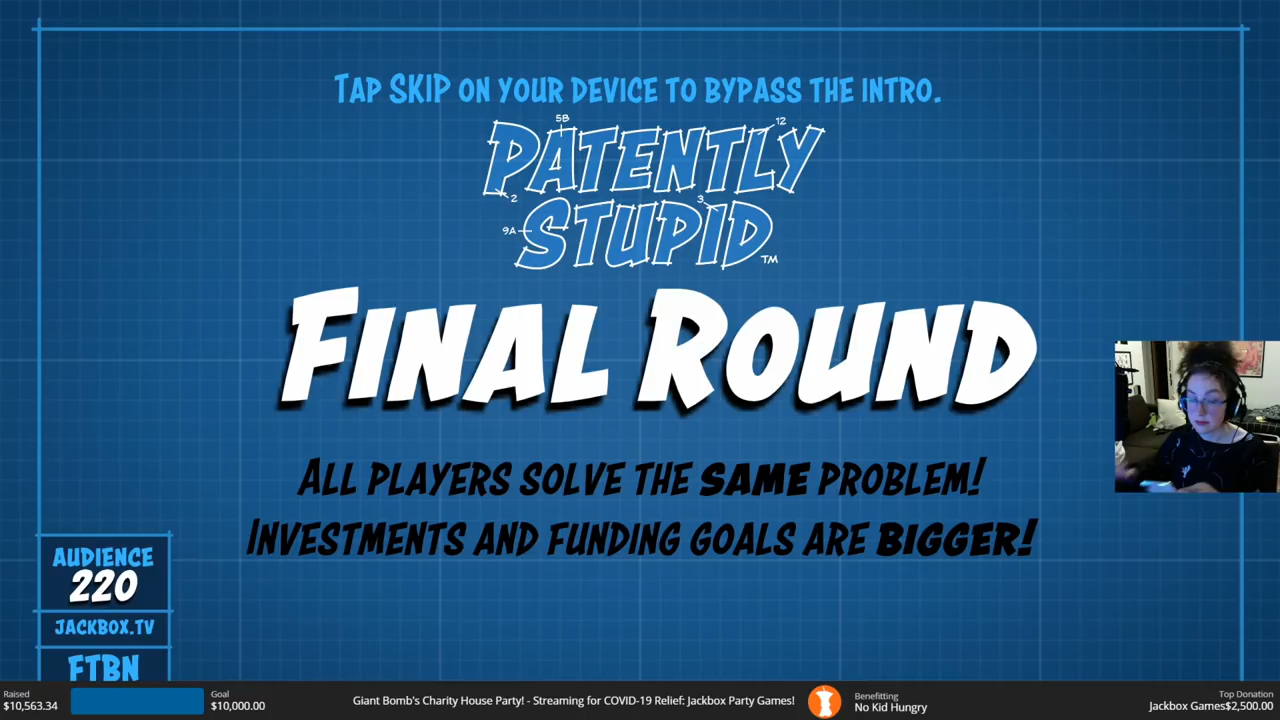 TAP SKIP ON YOUR DEVICE TO BYPASS THE INTRO.
5B
12
PATENTLY
2
3
9A
STUPID
TM
FINAL ROUND
ALL PLAYERS SOLVE THE SAME PROBLEM!
INVESTMENTS AND FUNDING GOALS ARE BIGGER!
AUDIENCE
220
JACKBOX.TV
FTBN
Raised
$10,563.34
Goal
$10,000.00
Giant Bomb's Charity House Party! - Streaming for COVID-19 Relief: Jackbox Party Games!
Benefitting
No Kid Hungry
Top Donation
Jackbox Games$2,500.00